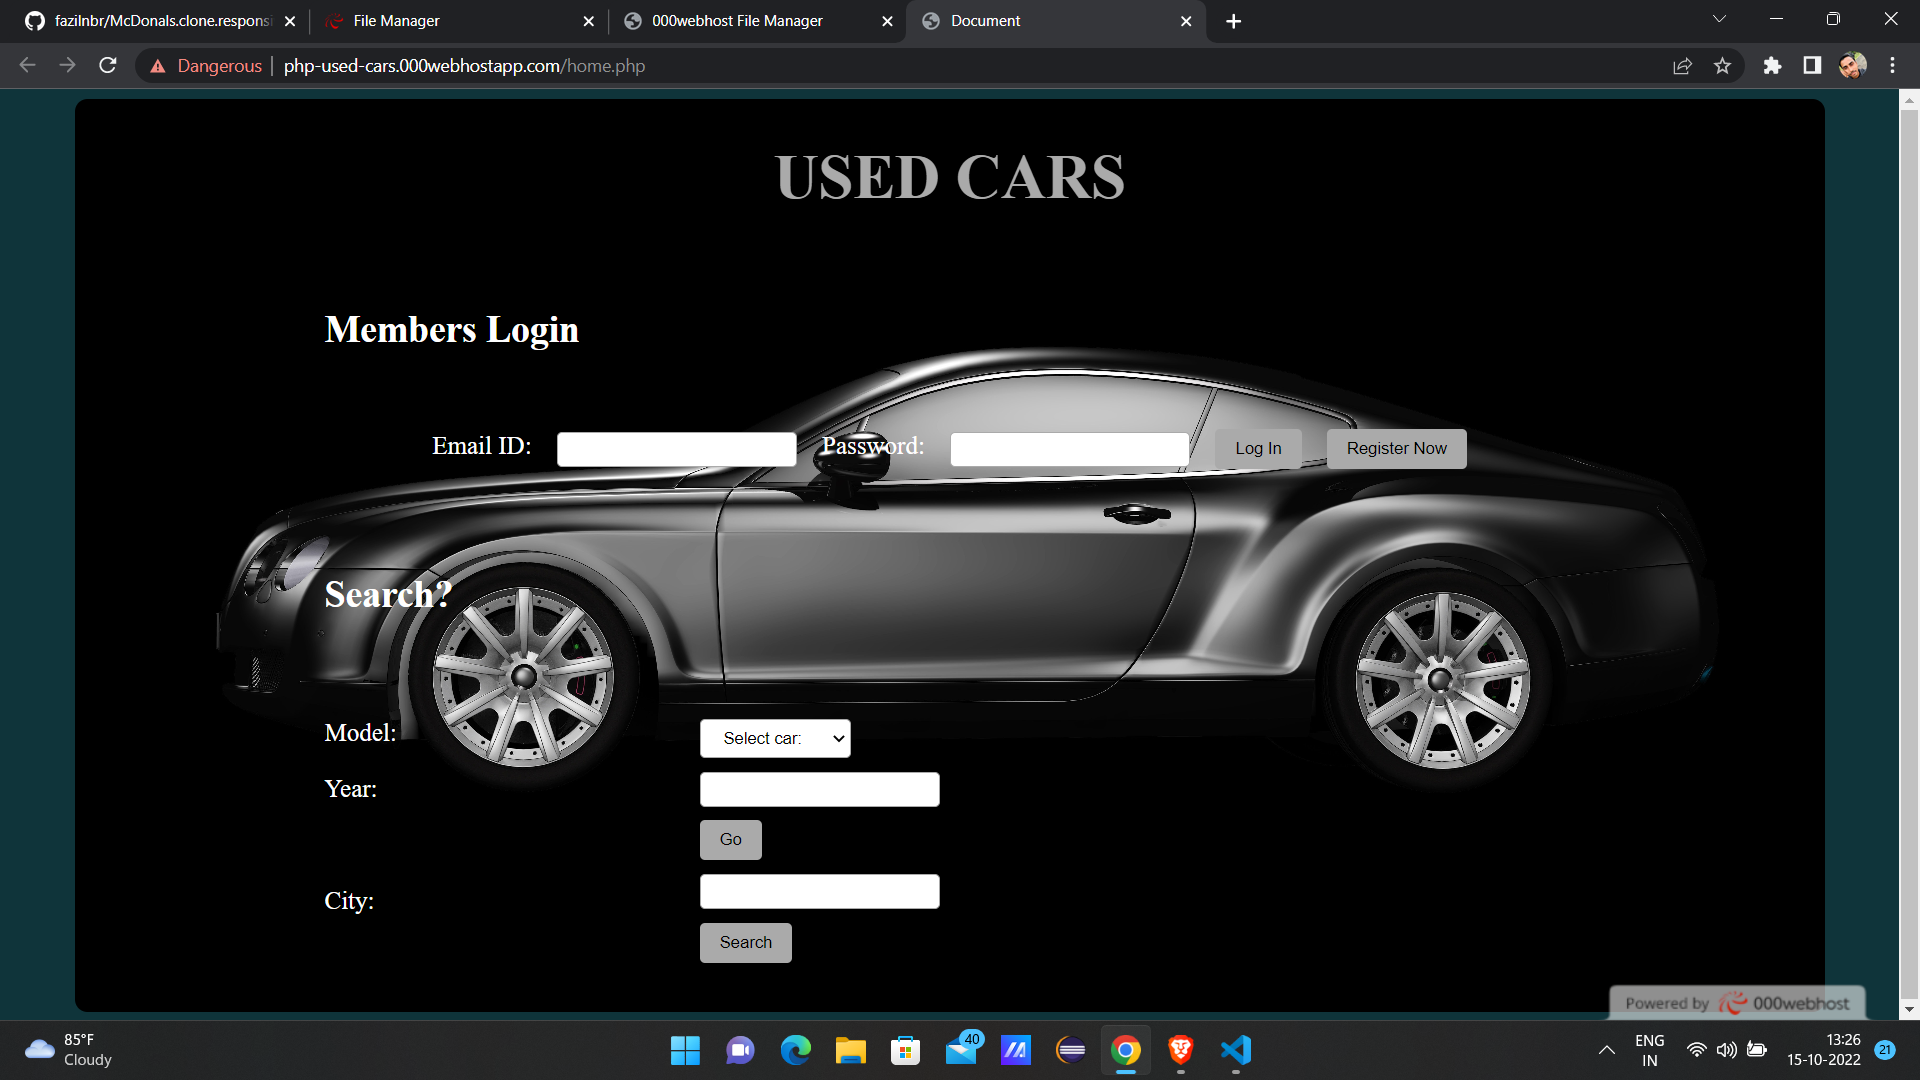 fazilnbr/McDonals.clone.responsi
File Manager
000webhost File Manager
Document
Dangerous
php-used-cars.000webhostapp.com/home.php
USED CARS
Members Login
Email ID:
Password:
Log In
Register Now
Search?
Model:
Select car:
Year:
Go
City:
Search
Powered by 000webhost
85°F
Cloudy
40
ENG
IN
13:26
15-10-2022
21